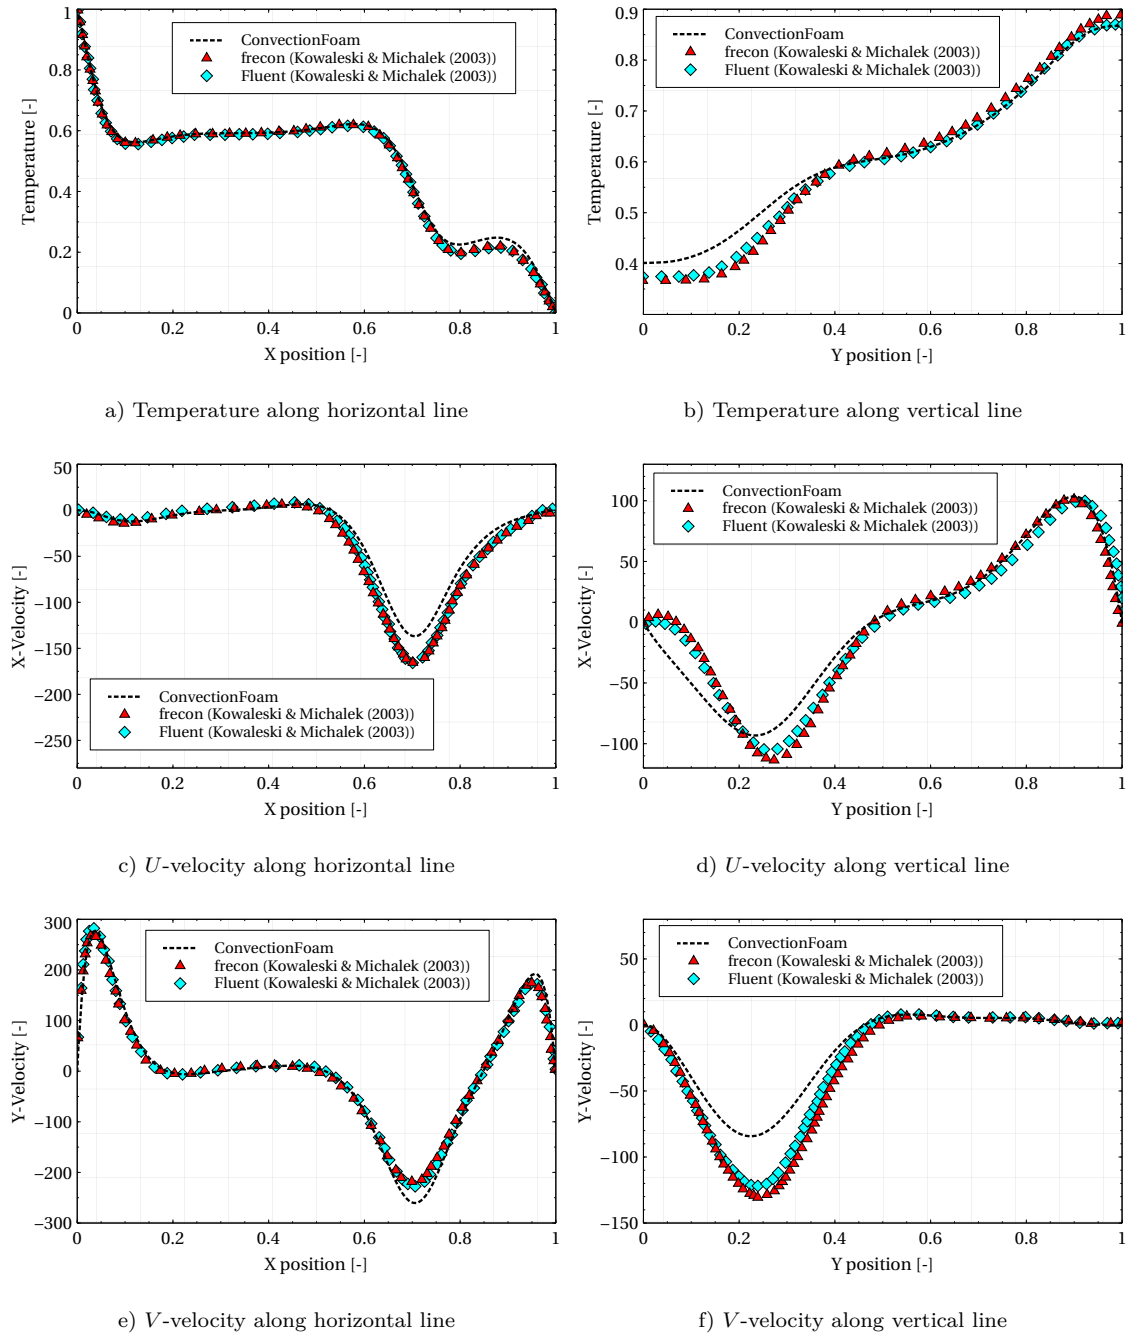 1
0.8
0.6
0.4
0.2
0
0 0.2 0.4 0.6 0.8 1
Temperature [-]
X position [-]
ConvectionFoam
frecon (Kowaleski & Michalek (2003))
Fluent (Kowaleski & Michalek (2003))
a) Temperature along horizontal line
0.9
0.8
0.7
0.6
0.5
0.4
0 0.2 0.4 0.6 0.8 1
Temperature [-]
Y position [-]
ConvectionFoam
frecon (Kowaleski & Michalek (2003))
Fluent (Kowaleski & Michalek (2003))
b) Temperature along vertical line
50
0
−50
−100
−150
−200
−250
0 0.2 0.4 0.6 0.8 1
X-Velocity [-]
X position [-]
ConvectionFoam
frecon (Kowaleski & Michalek (2003))
Fluent (Kowaleski & Michalek (2003))
c) U-velocity along horizontal line
100
50
0
−50
−100
0 0.2 0.4 0.6 0.8 1
X-Velocity [-]
Y position [-]
ConvectionFoam
frecon (Kowaleski & Michalek (2003))
Fluent (Kowaleski & Michalek (2003))
d) U-velocity along vertical line
300
200
100
0
−100
−200
−300
0 0.2 0.4 0.6 0.8 1
Y-Velocity [-]
X position [-]
ConvectionFoam
frecon (Kowaleski & Michalek (2003))
Fluent (Kowaleski & Michalek (2003))
e) V-velocity along horizontal line
50
0
−50
−100
−150
0 0.2 0.4 0.6 0.8 1
Y-Velocity [-]
Y position [-]
ConvectionFoam
frecon (Kowaleski & Michalek (2003))
Fluent (Kowaleski & Michalek (2003))
f) V-velocity along vertical line